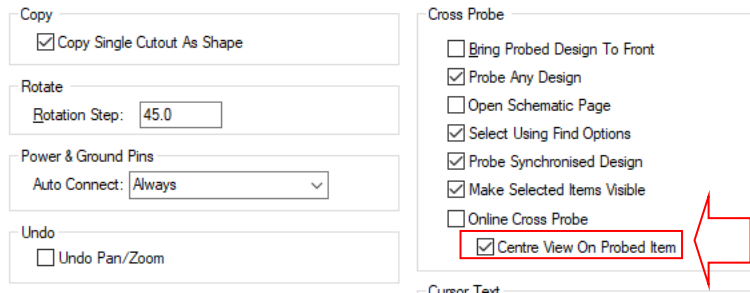 Copy
Copy Single Cutout As Shape
Rotate
Rotation Step: 45.0
Power & Ground Pins
Auto Connect: Always
Undo
Undo Pan/Zoom
Cross Probe
Bring Probed Design To Front
Probe Any Design
Open Schematic Page
Select Using Find Options
Probe Synchronised Design
Make Selected Items Visible
Online Cross Probe
Centre View On Probed Item
Cursor Text